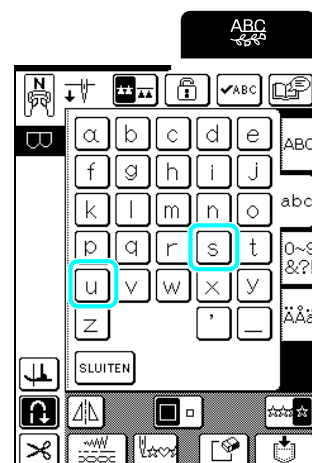 ABC
N
✔ABC
a b c d e
ABC
f g h i j
abc
k l m n o
p q r s t
0~9
&?!
u v w x y
ÄÅä
z ' _
SLUITEN